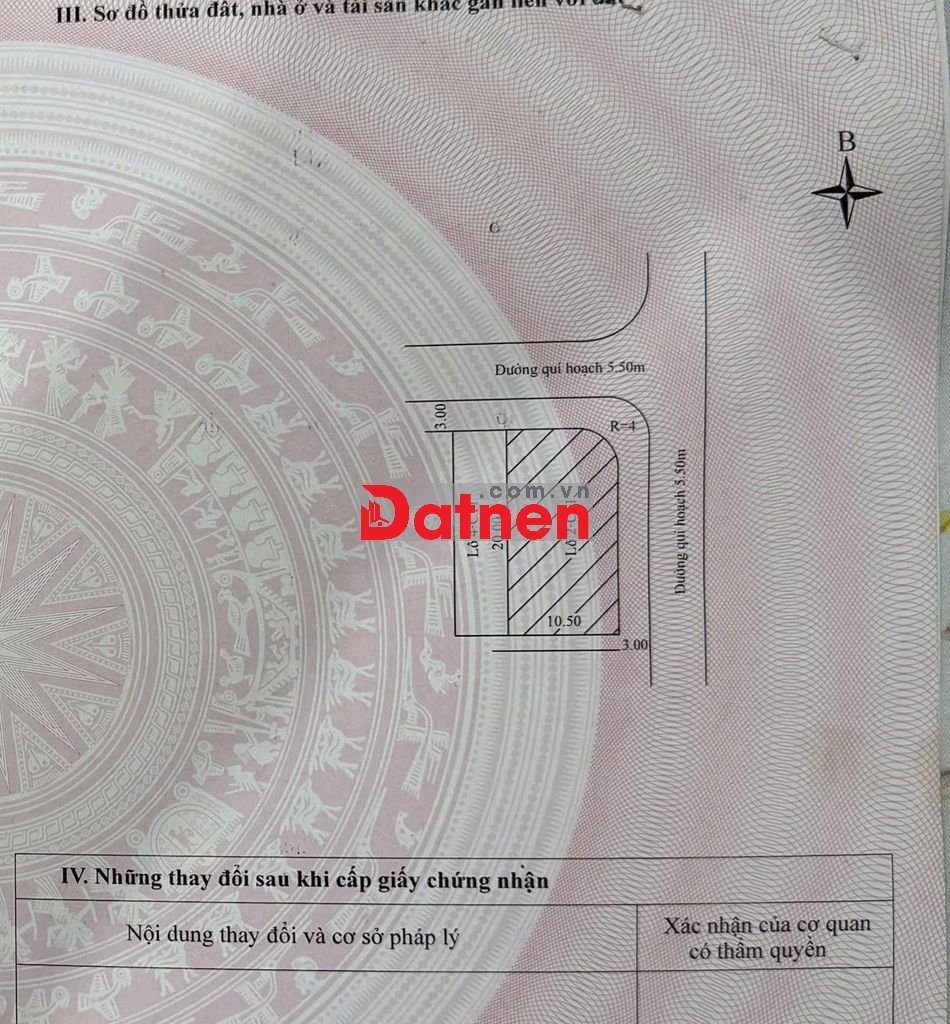 III. Sơ đồ thửa đất, nhà ở và tài sản khác gắn liền với
B
Đường qui hoạch 5.50m
3.00
R=4
Đường qui hoạch 5.50m
.com.vn
Datnen
Lô
20.00
Lô
10.50
3.00
IV. Những thay đổi sau khi cấp giấy chứng nhận
Nội dung thay đổi và cơ sở pháp lý
Xác nhận của cơ quan
có thẩm quyền